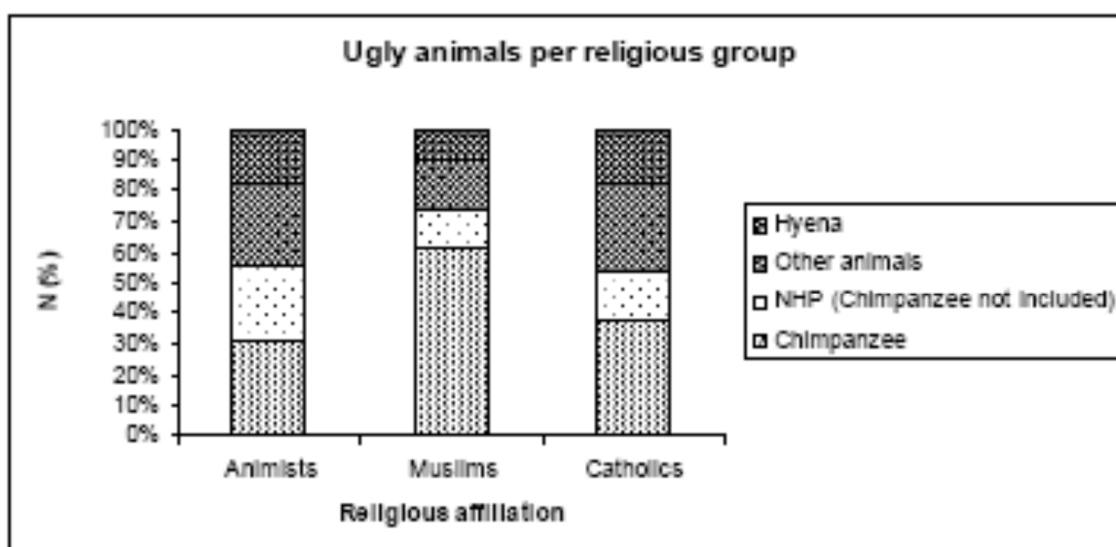 Ugly animals per religious group
100%
90%
80%
70%
60%
50%
40%
30%
20%
10%
0%
N (%)
Animists
Muslims
Catholics
Religious affiliation
Hyena
Other animals
NHP (Chimpanzee not included)
Chimpanzee